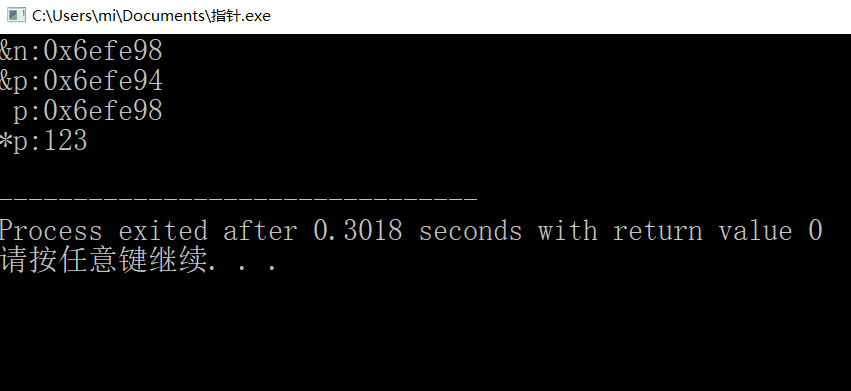 C:\Users\mi\Documents\指针.exe
&n:0x6efe98
&p:0x6efe94
 p:0x6efe98
*p:123
--------------------------------
Process exited after 0.3018 seconds with return value 0
请按任意键继续. . .